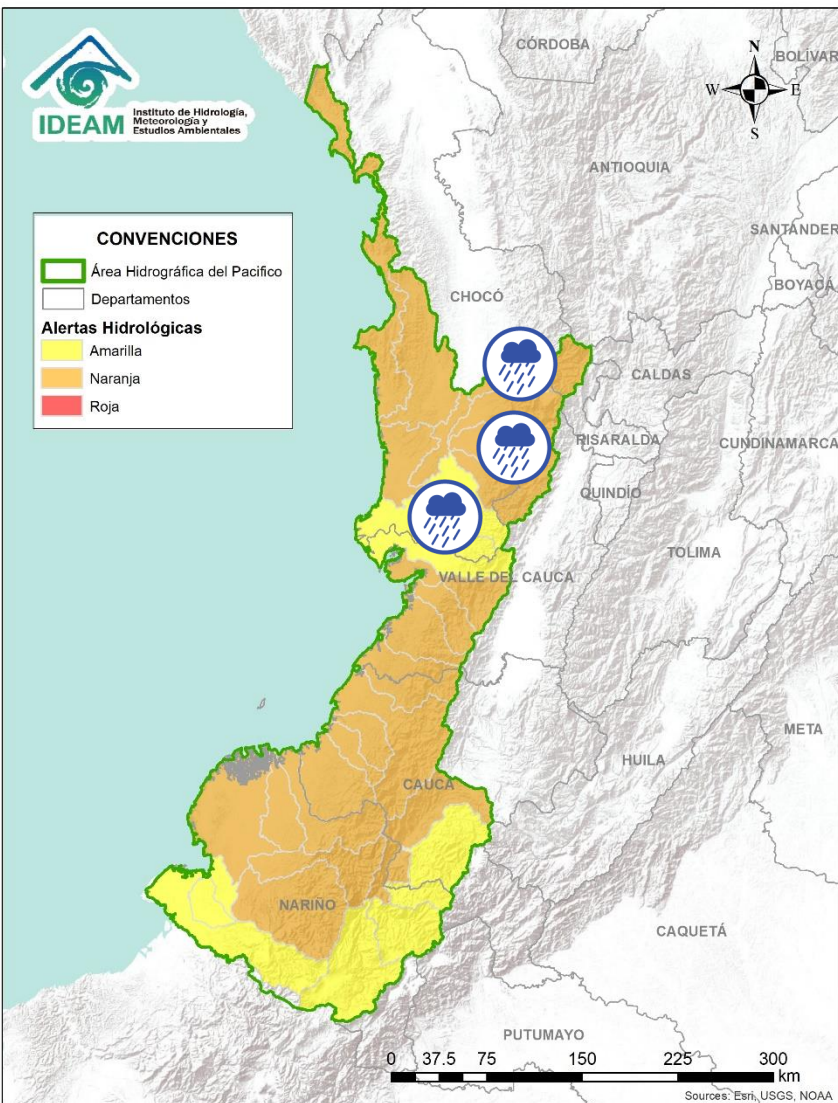 IDEAM
Instituto de Hidrología,
Meteorología y
Estudios Ambientales
CÓRDOBA
BOLÍVAR
N
W
E
S
ANTIOQUIA
SANTANDER
BOYACÁ
CONVENCIONES
Área Hidrográfica del Pacifico
Departamentos
Alertas Hidrológicas
Amarilla
Naranja
Roja
CHOCÓ
CALDAS
RISARALDA
CUNDINAMARCA
QUINDÍO
TOLIMA
VALLE DEL CAUCA
META
HUILA
CAUCA
NARIÑO
CAQUETÁ
PUTUMAYO
0 37.5 75 150 225 300
km
Sources: Esri, USGS, NOAA